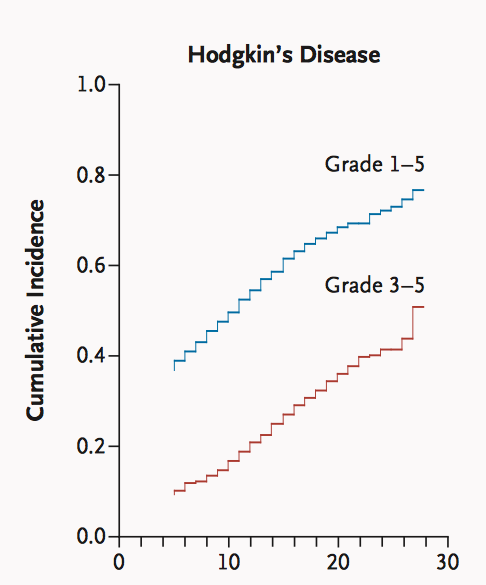 Hodgkin’s Disease
1.0
Grade 1–5
0.8
0.6
Grade 3–5
0.4
0.2
0.0
Cumulative Incidence
0 10 20 30